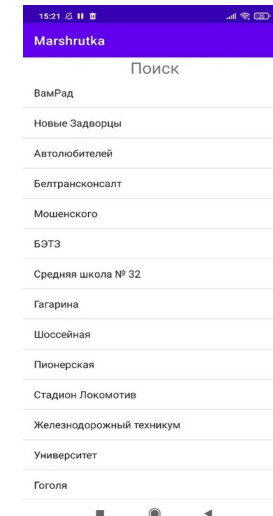 15:21
Marshrutka
Поиск
ВамРад
Новые Задворцы
Автолюбителей
Белтрансконсалт
Мошенского
БЭТЗ
Средняя школа № 32
Гагарина
Шоссейная
Пионерская
Стадион Локомотив
Железнодорожный техникум
Университет
Гоголя